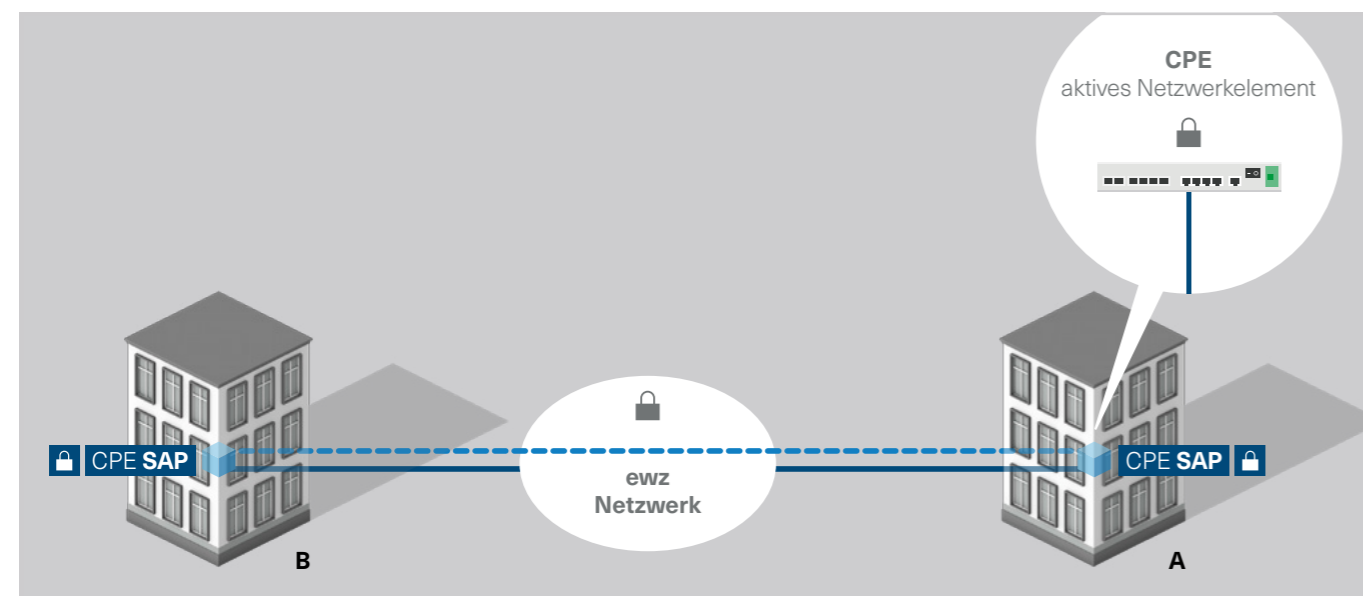 CPE
aktives Netzwerkelement
CPE SAP
ewz
Netzwerk
CPE SAP
B
A